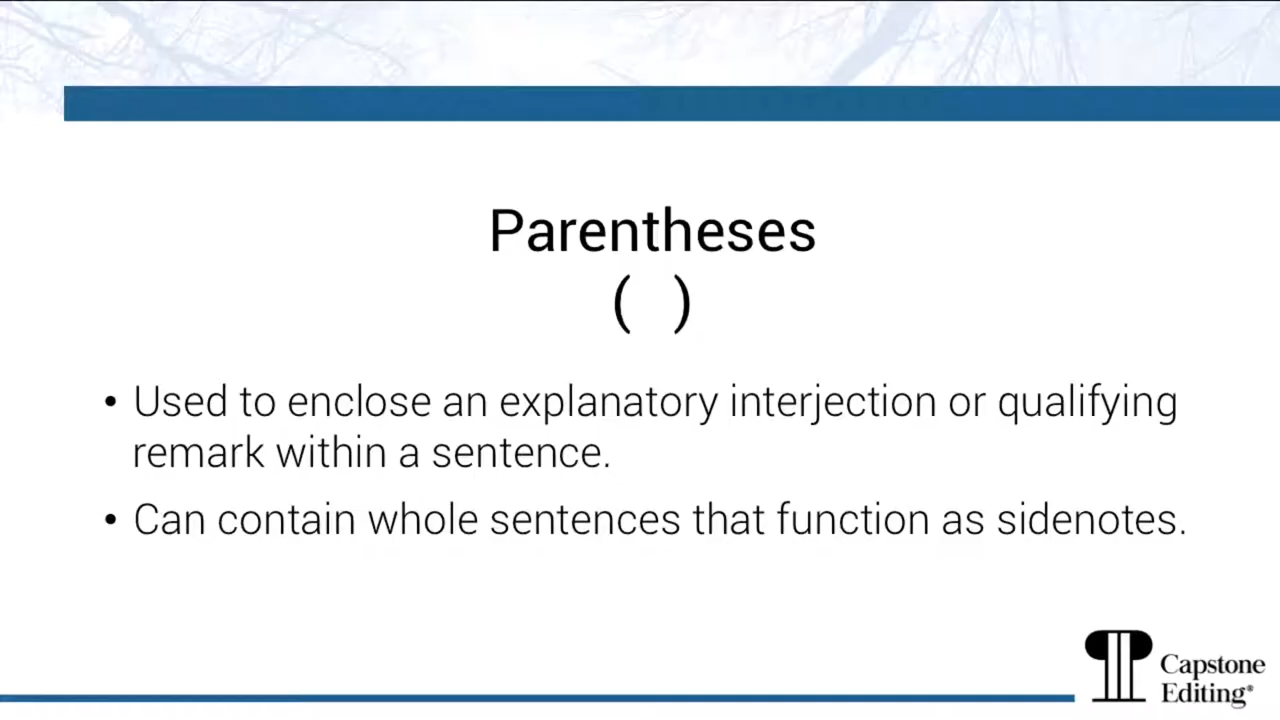 Parentheses
( )
• Used to enclose an explanatory interjection or qualifying
remark within a sentence.
• Can contain whole sentences that function as sidenotes.
Capstone
Editing®